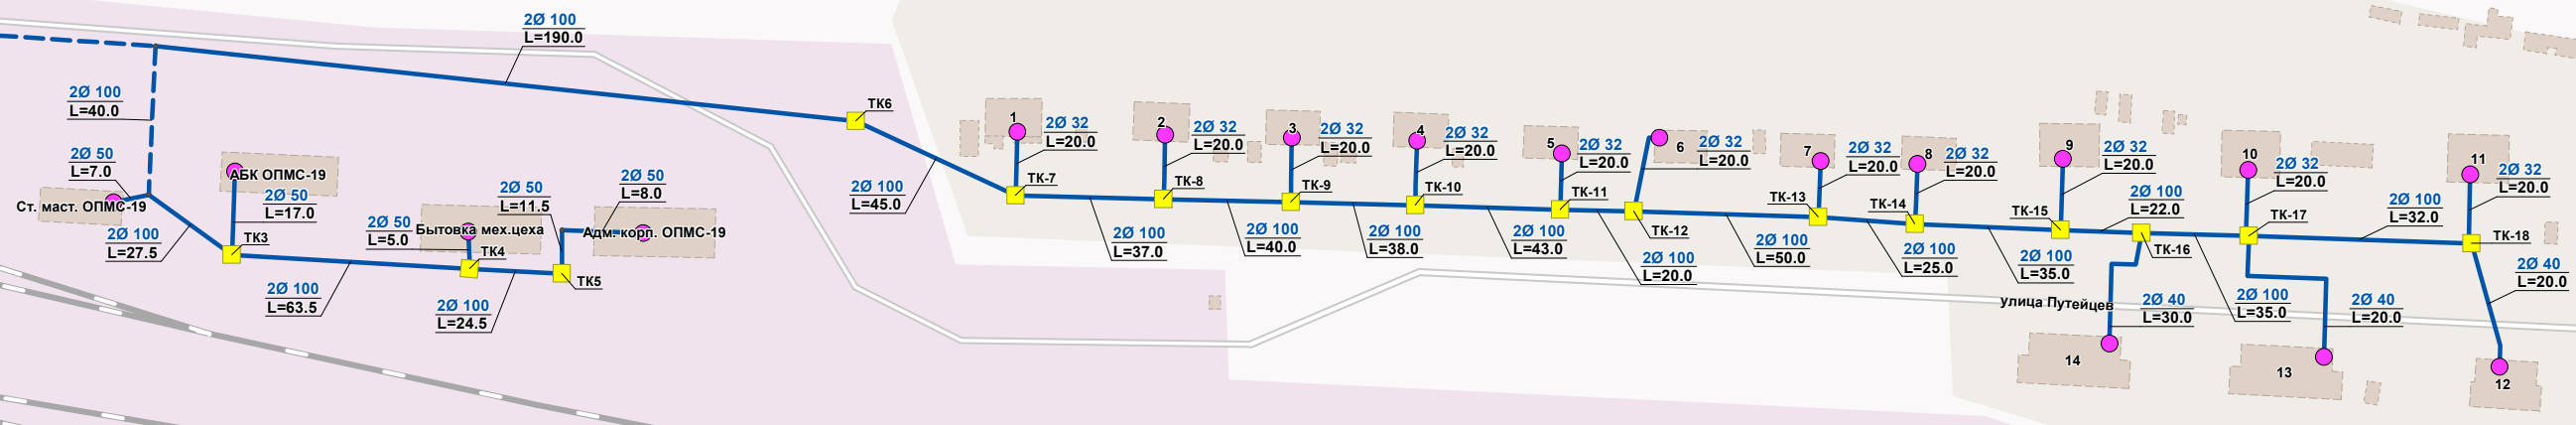 2Ø 100
L=190.0
2Ø 100
L=40.0
2Ø 50
L=7.0
Ст. маст. ОПМС-19
2Ø 100
L=27.5
АБК ОПМС-19
2Ø 50
L=17.0
ТК3
2Ø 100
L=63.5
2Ø 50
L=5.0
Бытовка мех.цеха
ТК4
2Ø 100
L=24.5
2Ø 50
L=11.5
2Ø 50
L=8.0
Адм. корп. ОПМС-19
ТК5
ТК6
2Ø 100
L=45.0
1
2Ø 32
L=20.0
ТК-7
2Ø 100
L=37.0
2
2Ø 32
L=20.0
ТК-8
2Ø 100
L=40.0
3
2Ø 32
L=20.0
ТК-9
2Ø 100
L=38.0
4
2Ø 32
L=20.0
ТК-10
2Ø 100
L=43.0
5
2Ø 32
L=20.0
ТК-11
2Ø 100
L=20.0
6
2Ø 32
L=20.0
ТК-12
2Ø 100
L=50.0
7
2Ø 32
L=20.0
ТК-13
2Ø 100
L=25.0
8
2Ø 32
L=20.0
ТК-14
2Ø 100
L=35.0
9
2Ø 32
L=20.0
ТК-15
2Ø 100
L=22.0
ТК-16
улица Путейцев
2Ø 40
L=30.0
14
2Ø 100
L=35.0
10
2Ø 32
L=20.0
ТК-17
2Ø 40
L=20.0
13
2Ø 100
L=32.0
11
2Ø 32
L=20.0
ТК-18
2Ø 40
L=20.0
12